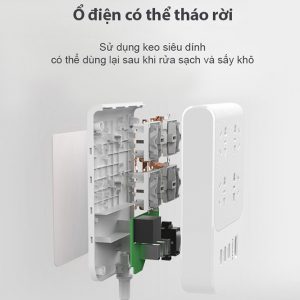 Ổ điện có thể tháo rời
Sử dụng keo siêu dính
có thể dùng lại sau khi rửa sạch và sấy khô